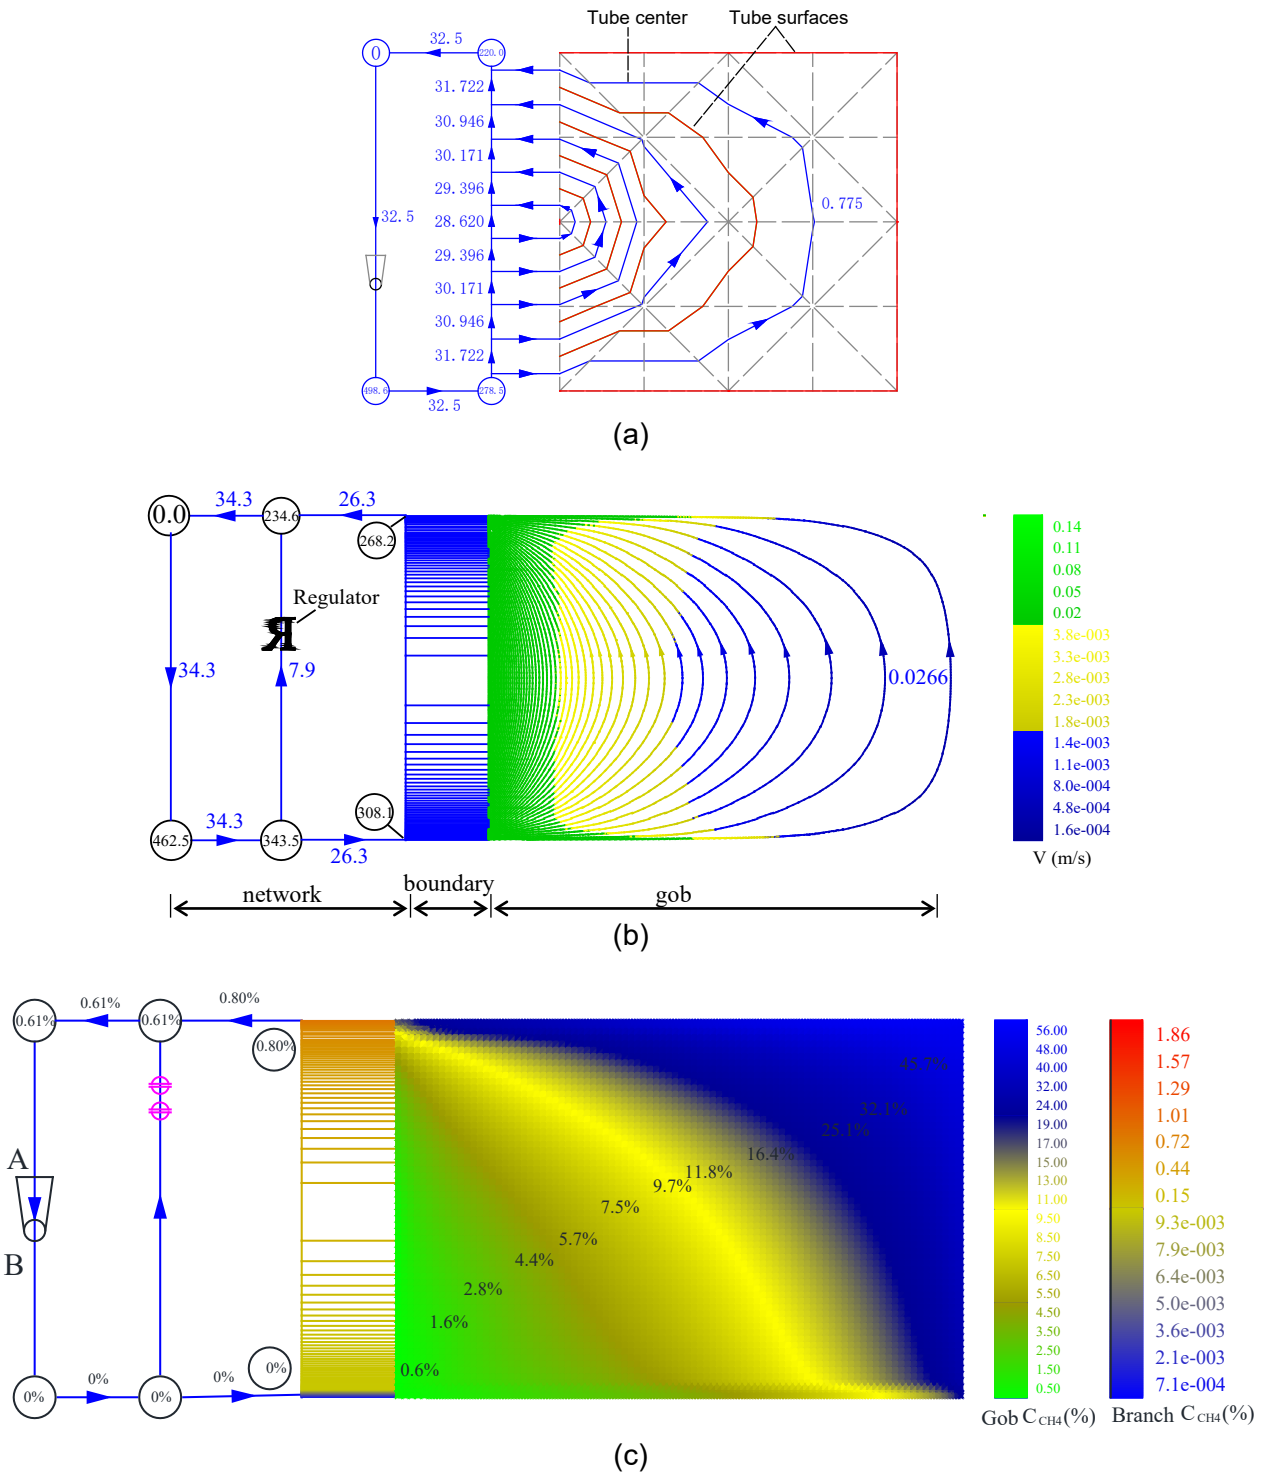 Tube center
Tube surfaces
32.5
0
220.0
31.722
30.946
30.171
29.396
32.5
28.620
0.775
29.396
30.171
30.946
31.722
498.6
278.5
32.5
(a)
34.3
26.3
0.0
234.6
268.2
Regulator
R
34.3
7.9
0.0266
308.1
34.3
462.5
343.5
26.3
0.14
0.11
0.08
0.05
0.02
3.8e-003
3.3e-003
2.8e-003
2.3e-003
1.8e-003
1.4e-003
1.1e-003
8.0e-004
4.8e-004
1.6e-004
V (m/s)
network
boundary
gob
(b)
0.61%
0.80%
0.61%
0.61%
0.80%
A
B
0%
0%
0%
0%
0%
45.7%
32.1%
25.1%
16.4%
11.8%
9.7%
7.5%
5.7%
4.4%
2.8%
1.6%
0.6%
56.00
48.00
40.00
32.00
24.00
19.00
17.00
15.00
13.00
11.00
9.50
8.50
7.50
6.50
5.50
4.50
3.50
2.50
1.50
0.50
Gob C_CH4(%)
1.86
1.57
1.29
1.01
0.72
0.44
0.15
9.3e-003
7.9e-003
6.4e-003
5.0e-003
3.6e-003
2.1e-003
7.1e-004
Branch C_CH4(%)
(c)